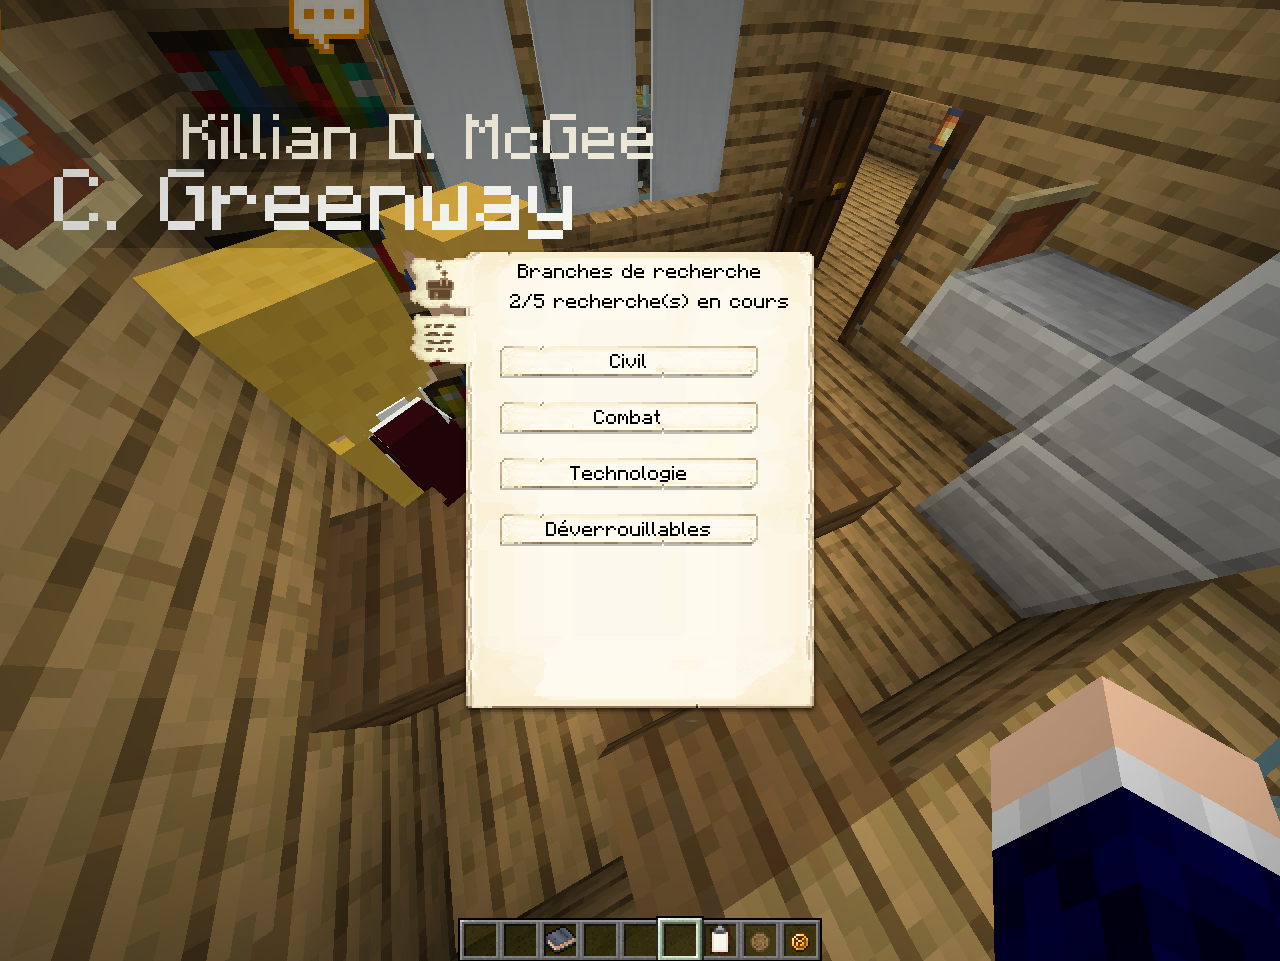 Killian D. McGee
C. Greenway
Branches de recherche
2/5 recherche(s) en cours
Civil
Combat
Technologie
Déverrouillables